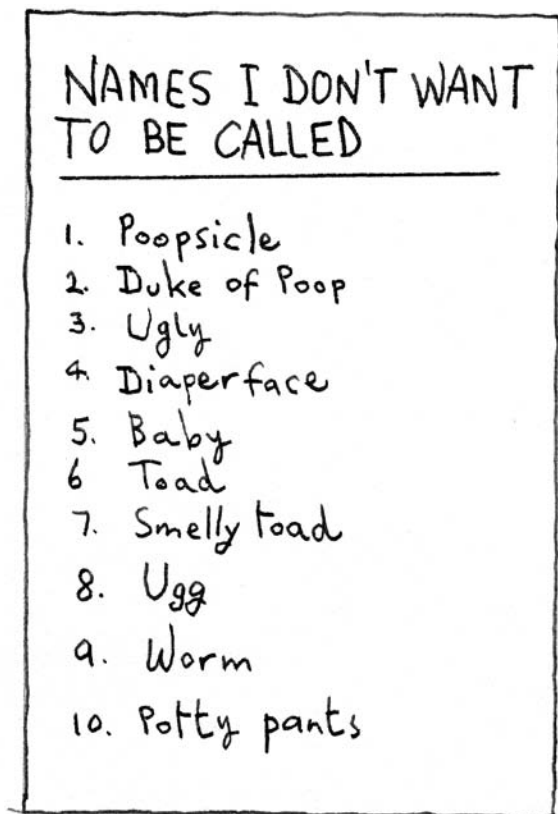 NAMES I DON'T WANT
TO BE CALLED
1. Poopsicle
2. Duke of Poop
3. Ugly
4. Diaperface
5. Baby
6 Toad
7. Smelly toad
8. Ugg
9. Worm
10. Potty pants